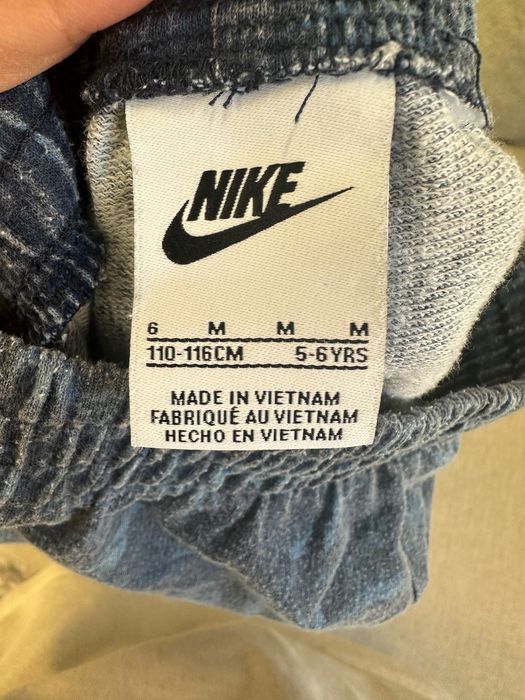 NIKE
6 M M M
110-116CM 5-6YRS
MADE IN VIETNAM
FABRIQUÉ AU VIETNAM
HECHO EN VIETNAM